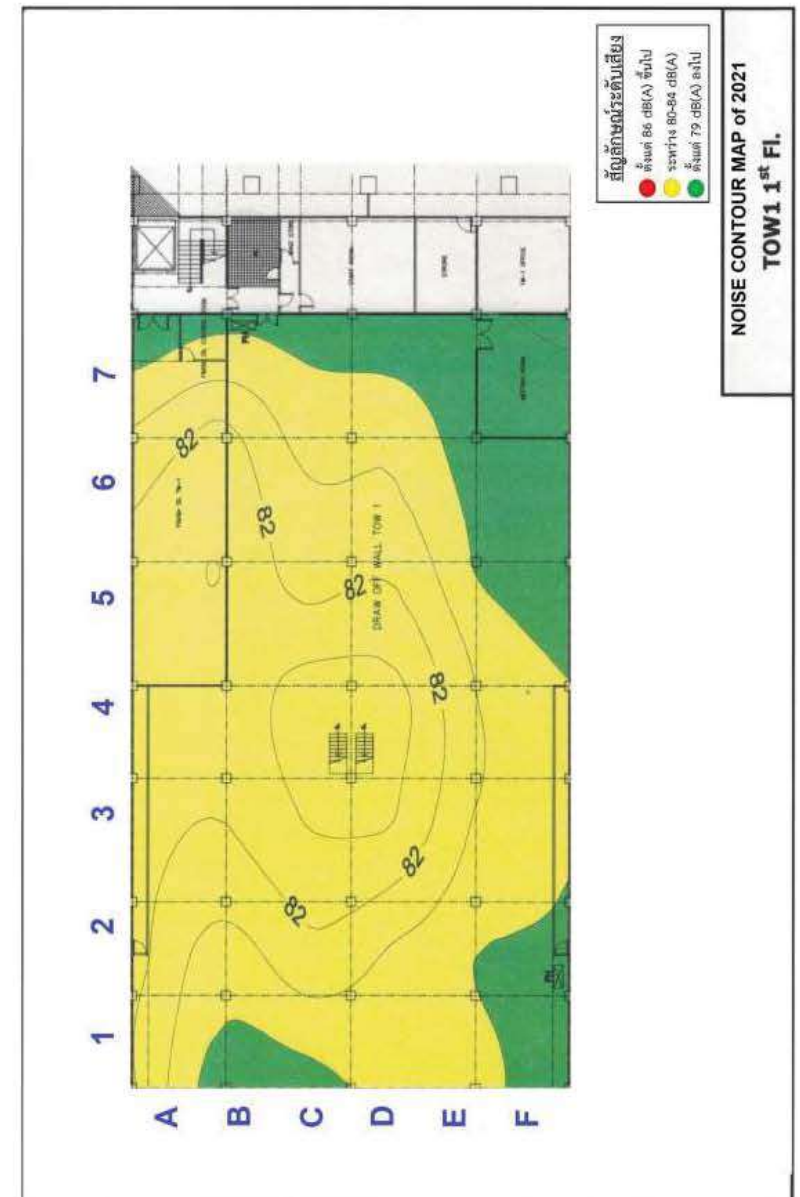 สัญลักษณ์ระดับเสียง
ตั้งแต่ 86 dB(A) ขึ้นไป
ระหว่าง 80-84 dB(A)
ตั้งแต่ 79 dB(A) ลงไป
NOISE CONTOUR MAP of 2021
TOW1 1st Fl.
A
B
C
D
E
F
1
2
3
4
5
6
7
82
82
82
82
82
82
DRAW OFF WALL TOW 1